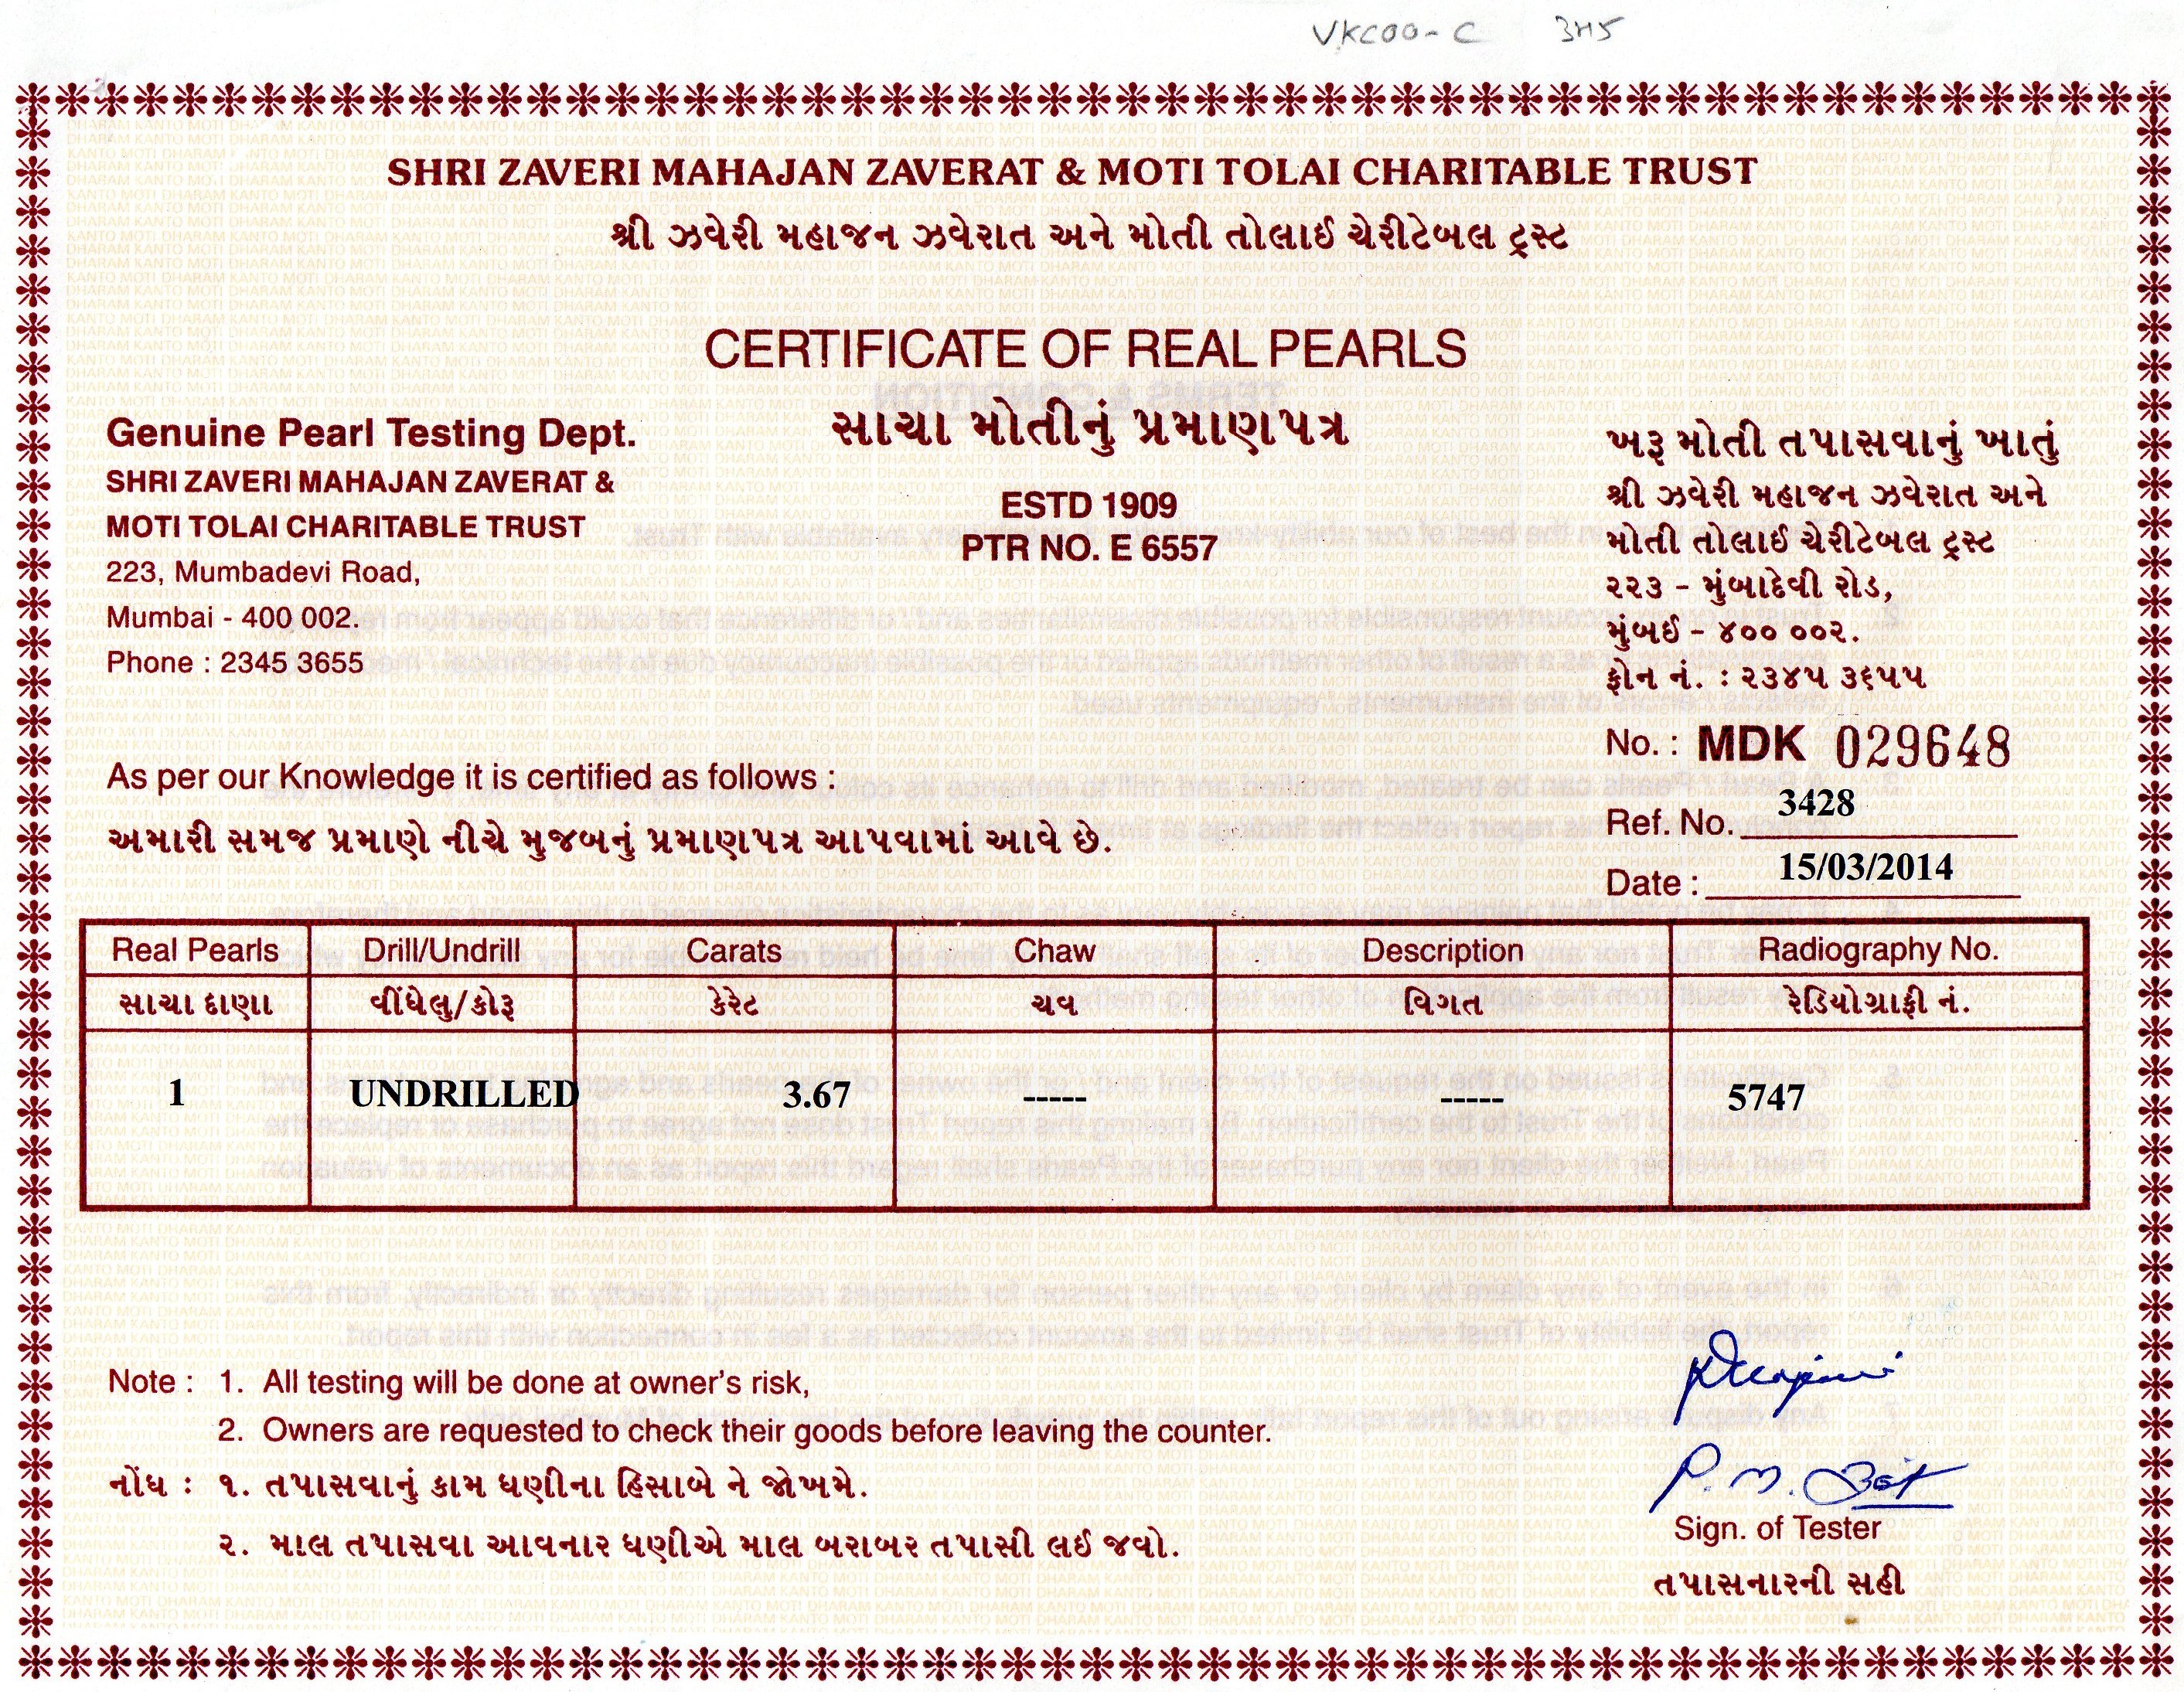 VKC00-C
SHRI ZAVERI MAHAJAN ZAVERAT & MOTI TOLAI CHARITABLE TRUST
શ્રી ઝવેરી મહાજન ઝવેરાત અને મોતી તોલાઈ ચેરીટેબલ ટ્રસ્ટ
CERTIFICATE OF REAL PEARLS
TERMS & CONDITION
સાચા મોતીનું પ્રમાણપત્ર
ESTD 1909
PTR NO. E 6557
Genuine Pearl Testing Dept.
SHRI ZAVERI MAHAJAN ZAVERAT &
MOTI TOLAI CHARITABLE TRUST
223, Mumbadevi Road,
Mumbai - 400 002.
Phone : 2345 3655
ખરૂ મોતી તપાસવાનું ખાતું
શ્રી ઝવેરી મહાજન ઝવેરાત અને
મોતી તોલાઈ ચેરીટેબલ ટ્રસ્ટ
૨૨૩ - મુંબાદેવી રોડ,
મુંબઈ - ૪૦૦ ૦૦૨.
ફોન નં. : ૨૩૪૫ ૩૬૫૫
No. : MDK 029648
Ref. No. 3428
Date : 15/03/2014
As per our Knowledge it is certified as follows :
અમારી સમજ પ્રમાણે નીચે મુજબનું પ્રમાણપત્ર આપવામાં આવે છે.
Real Pearls Drill/Undrill Carats Chaw Description Radiography No.
સાચા દાણા વીંધેલુ/કોરૂ કેરેટ ચવ વિગત રેડિયોગ્રાફી નં.
1 UNDRILLED 3.67 ----- ----- 5747
Note : 1. All testing will be done at owner's risk,
2. Owners are requested to check their goods before leaving the counter.
નોંધ : ૧. તપાસવાનું કામ ધણીના હિસાબે ને જોખમે.
૨. માલ તપાસવા આવનાર ધણીએ માલ બરાબર તપાસી લઈ જવો.
P. M.
Sign. of Tester
તપાસનારની સહી